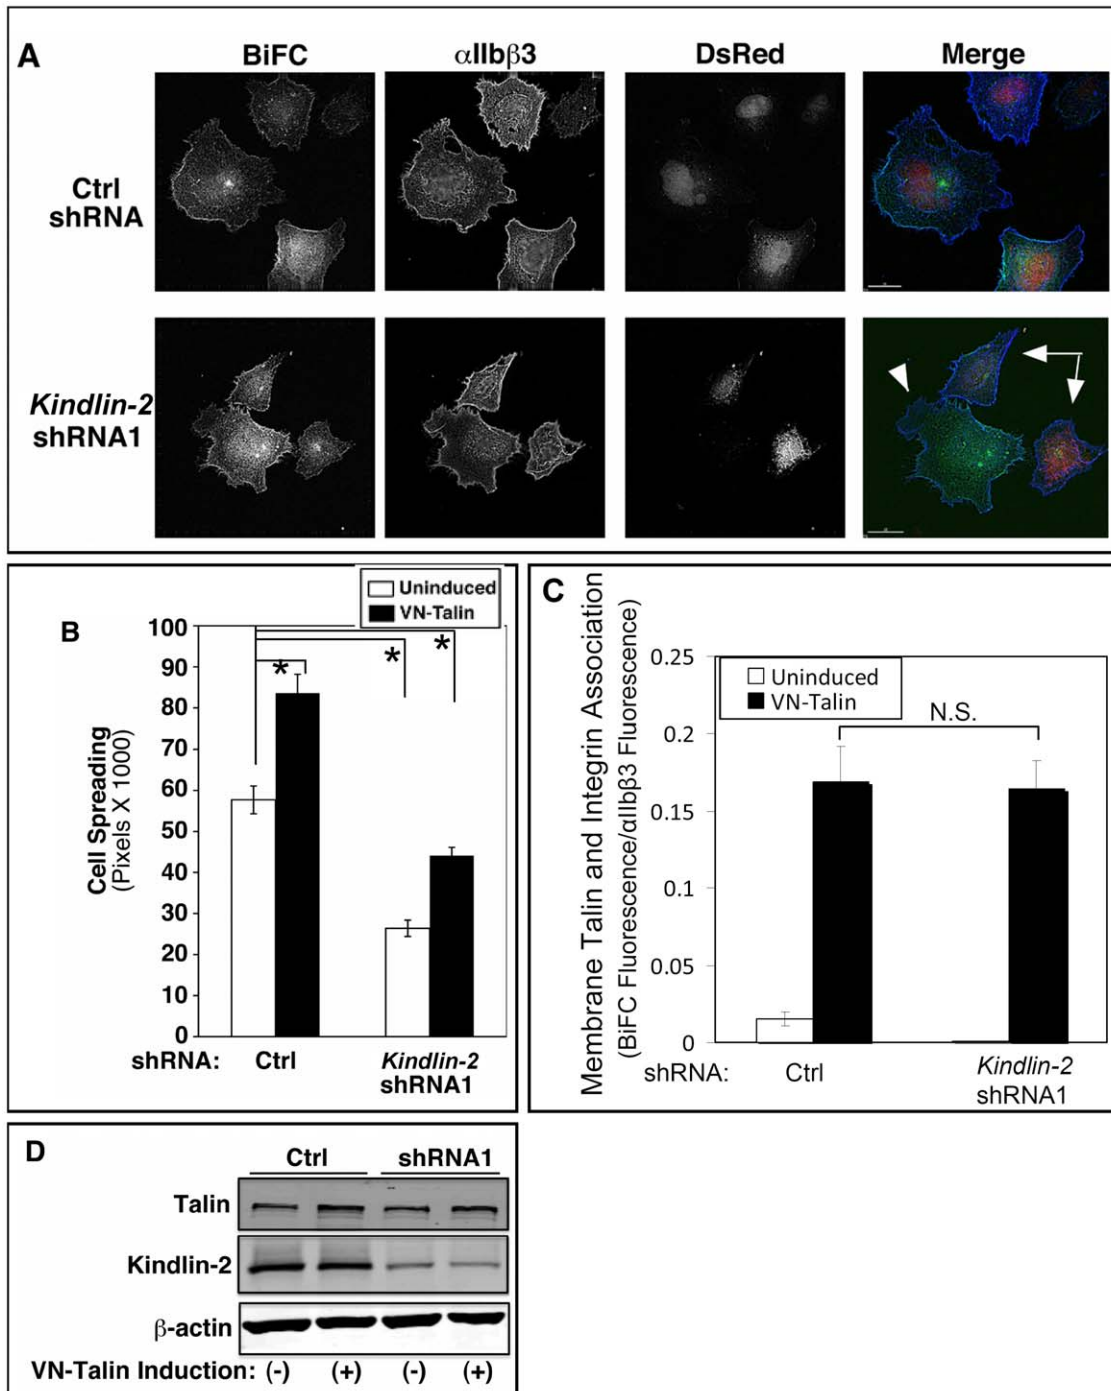 A
BiFC
αIIbβ3
DsRed
Merge
Ctrl
shRNA
Kindlin-2
shRNA1
B
Uninduced
VN-Talin
Cell Spreading
(Pixels X 1000)
100
90
80
70
60
50
40
30
20
10
0
*
*
*
shRNA:
Ctrl
Kindlin-2
shRNA1
C
Membrane Talin and Integrin Association
(BiFC Fluorescence/αIIbβ3 Fluorescence)
Uninduced
VN-Talin
N.S.
0.25
0.2
0.15
0.1
0.05
0
shRNA:
Ctrl
Kindlin-2
shRNA1
D
Ctrl
shRNA1
Talin
Kindlin-2
β-actin
VN-Talin Induction: (-) (+) (-) (+)